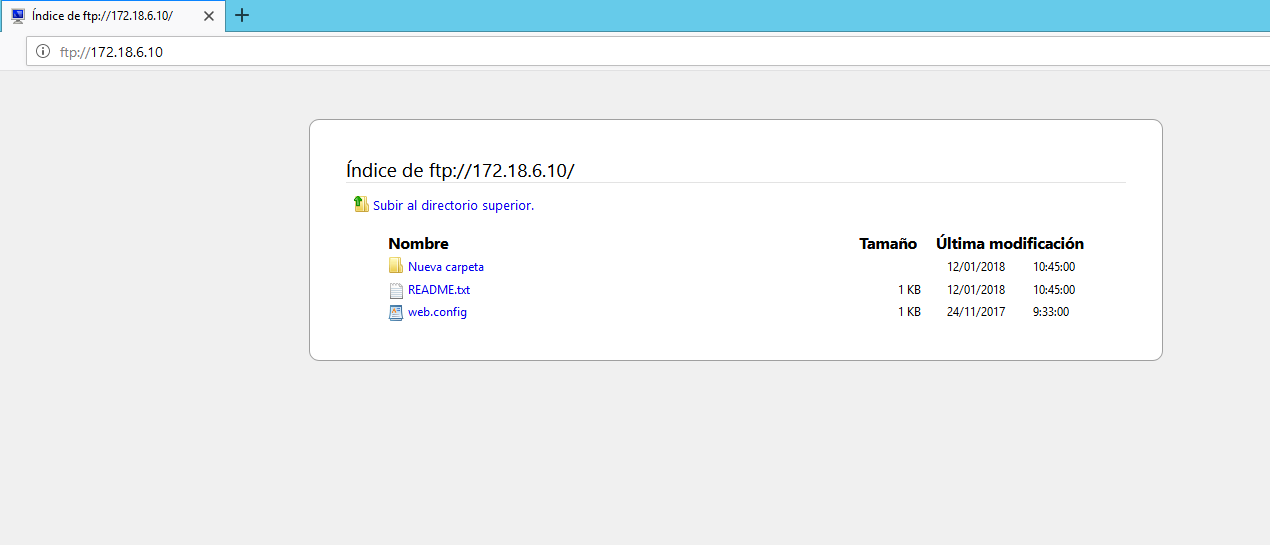 Índice de ftp://172.18.6.10/
ftp://172.18.6.10
Índice de ftp://172.18.6.10/
Subir al directorio superior.
Nombre Tamaño Última modificación
Nueva carpeta 12/01/2018 10:45:00
README.txt 1 KB 12/01/2018 10:45:00
web.config 1 KB 24/11/2017 9:33:00